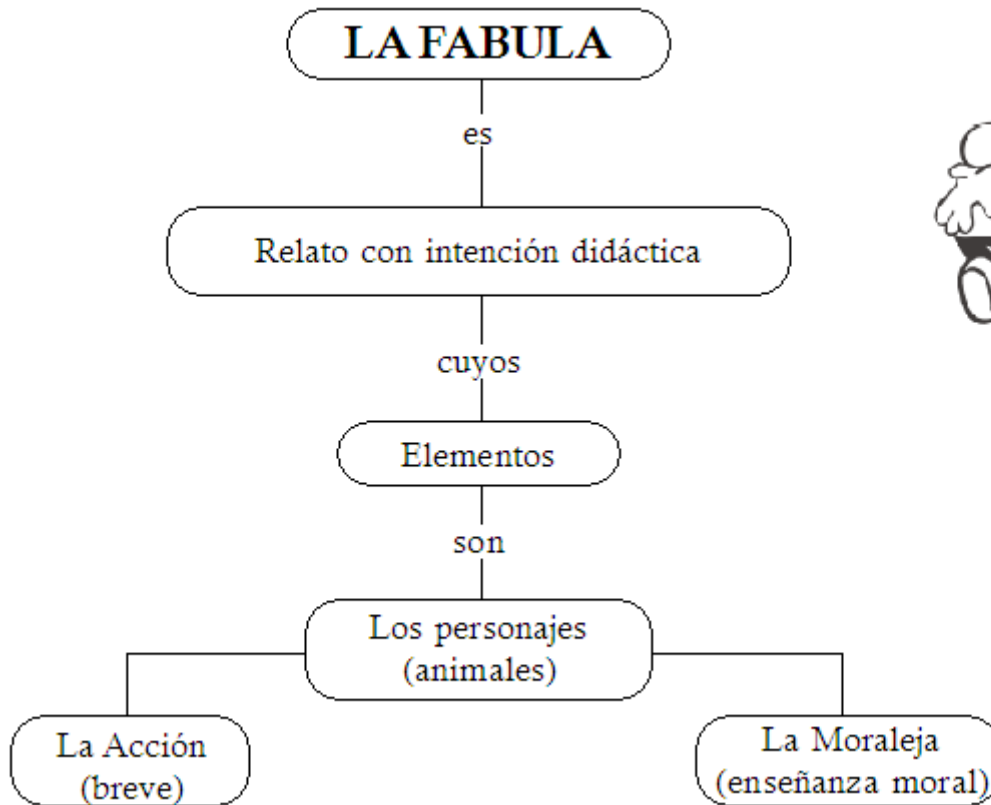 LA FABULA
es
Relato con intención didáctica
cuyos
Elementos
son
Los personajes
(animales)
La Acción
(breve)
La Moraleja
(enseñanza moral)